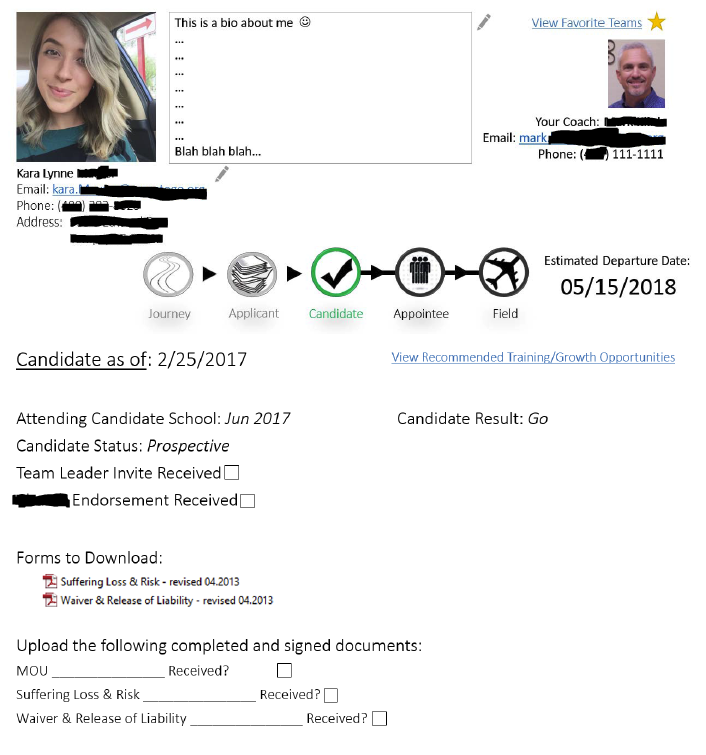 This is a bio about me ☺
...
...
...
...
...
...
...
Blah blah blah...
View Favorite Teams
Your Coach:
Email: mark
Phone: ( ) 111-1111
Kara Lynne
Email: kara.
Phone: (
Address:
Journey
Applicant
Candidate
Appointee
Field
Estimated Departure Date:
05/15/2018
Candidate as of: 2/25/2017
View Recommended Training/Growth Opportunities
Attending Candidate School: Jun 2017
Candidate Result: Go
Candidate Status: Prospective
Team Leader Invite Received
Endorsement Received
Forms to Download:
Suffering Loss & Risk - revised 04.2013
Waiver & Release of Liability - revised 04.2013
Upload the following completed and signed documents:
MOU ______________ Received?
Suffering Loss & Risk ______________ Received?
Waiver & Release of Liability ______________ Received?